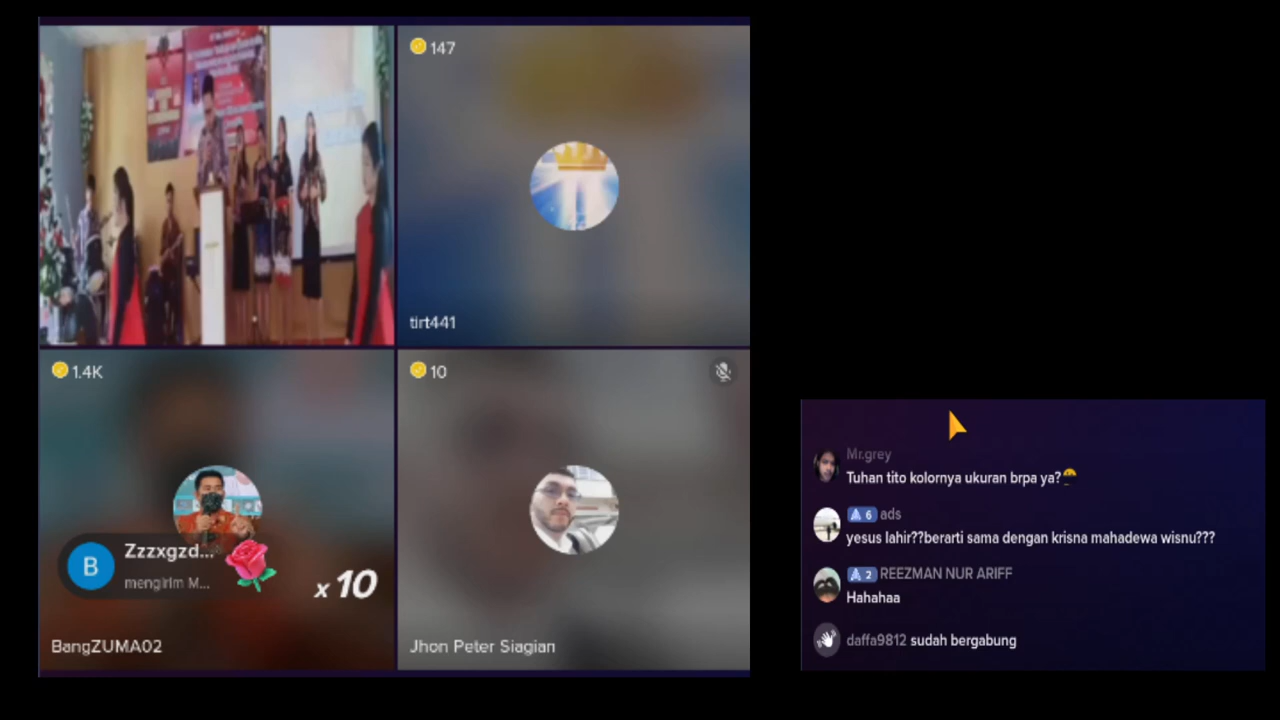 147
tirt441
1.4K
Zzzxgzd...
mengirim M...
B
x 10
BangZUMA02
10
Jhon Peter Siagian
Mr.grey
Tuhan tito kolornya ukuran brpa ya?
6 ads
yesus lahir??berarti sama dengan krisna mahadewa wisnu???
2 REEZMAN NUR ARIFF
Hahahaa
daffa9812 sudah bergabung